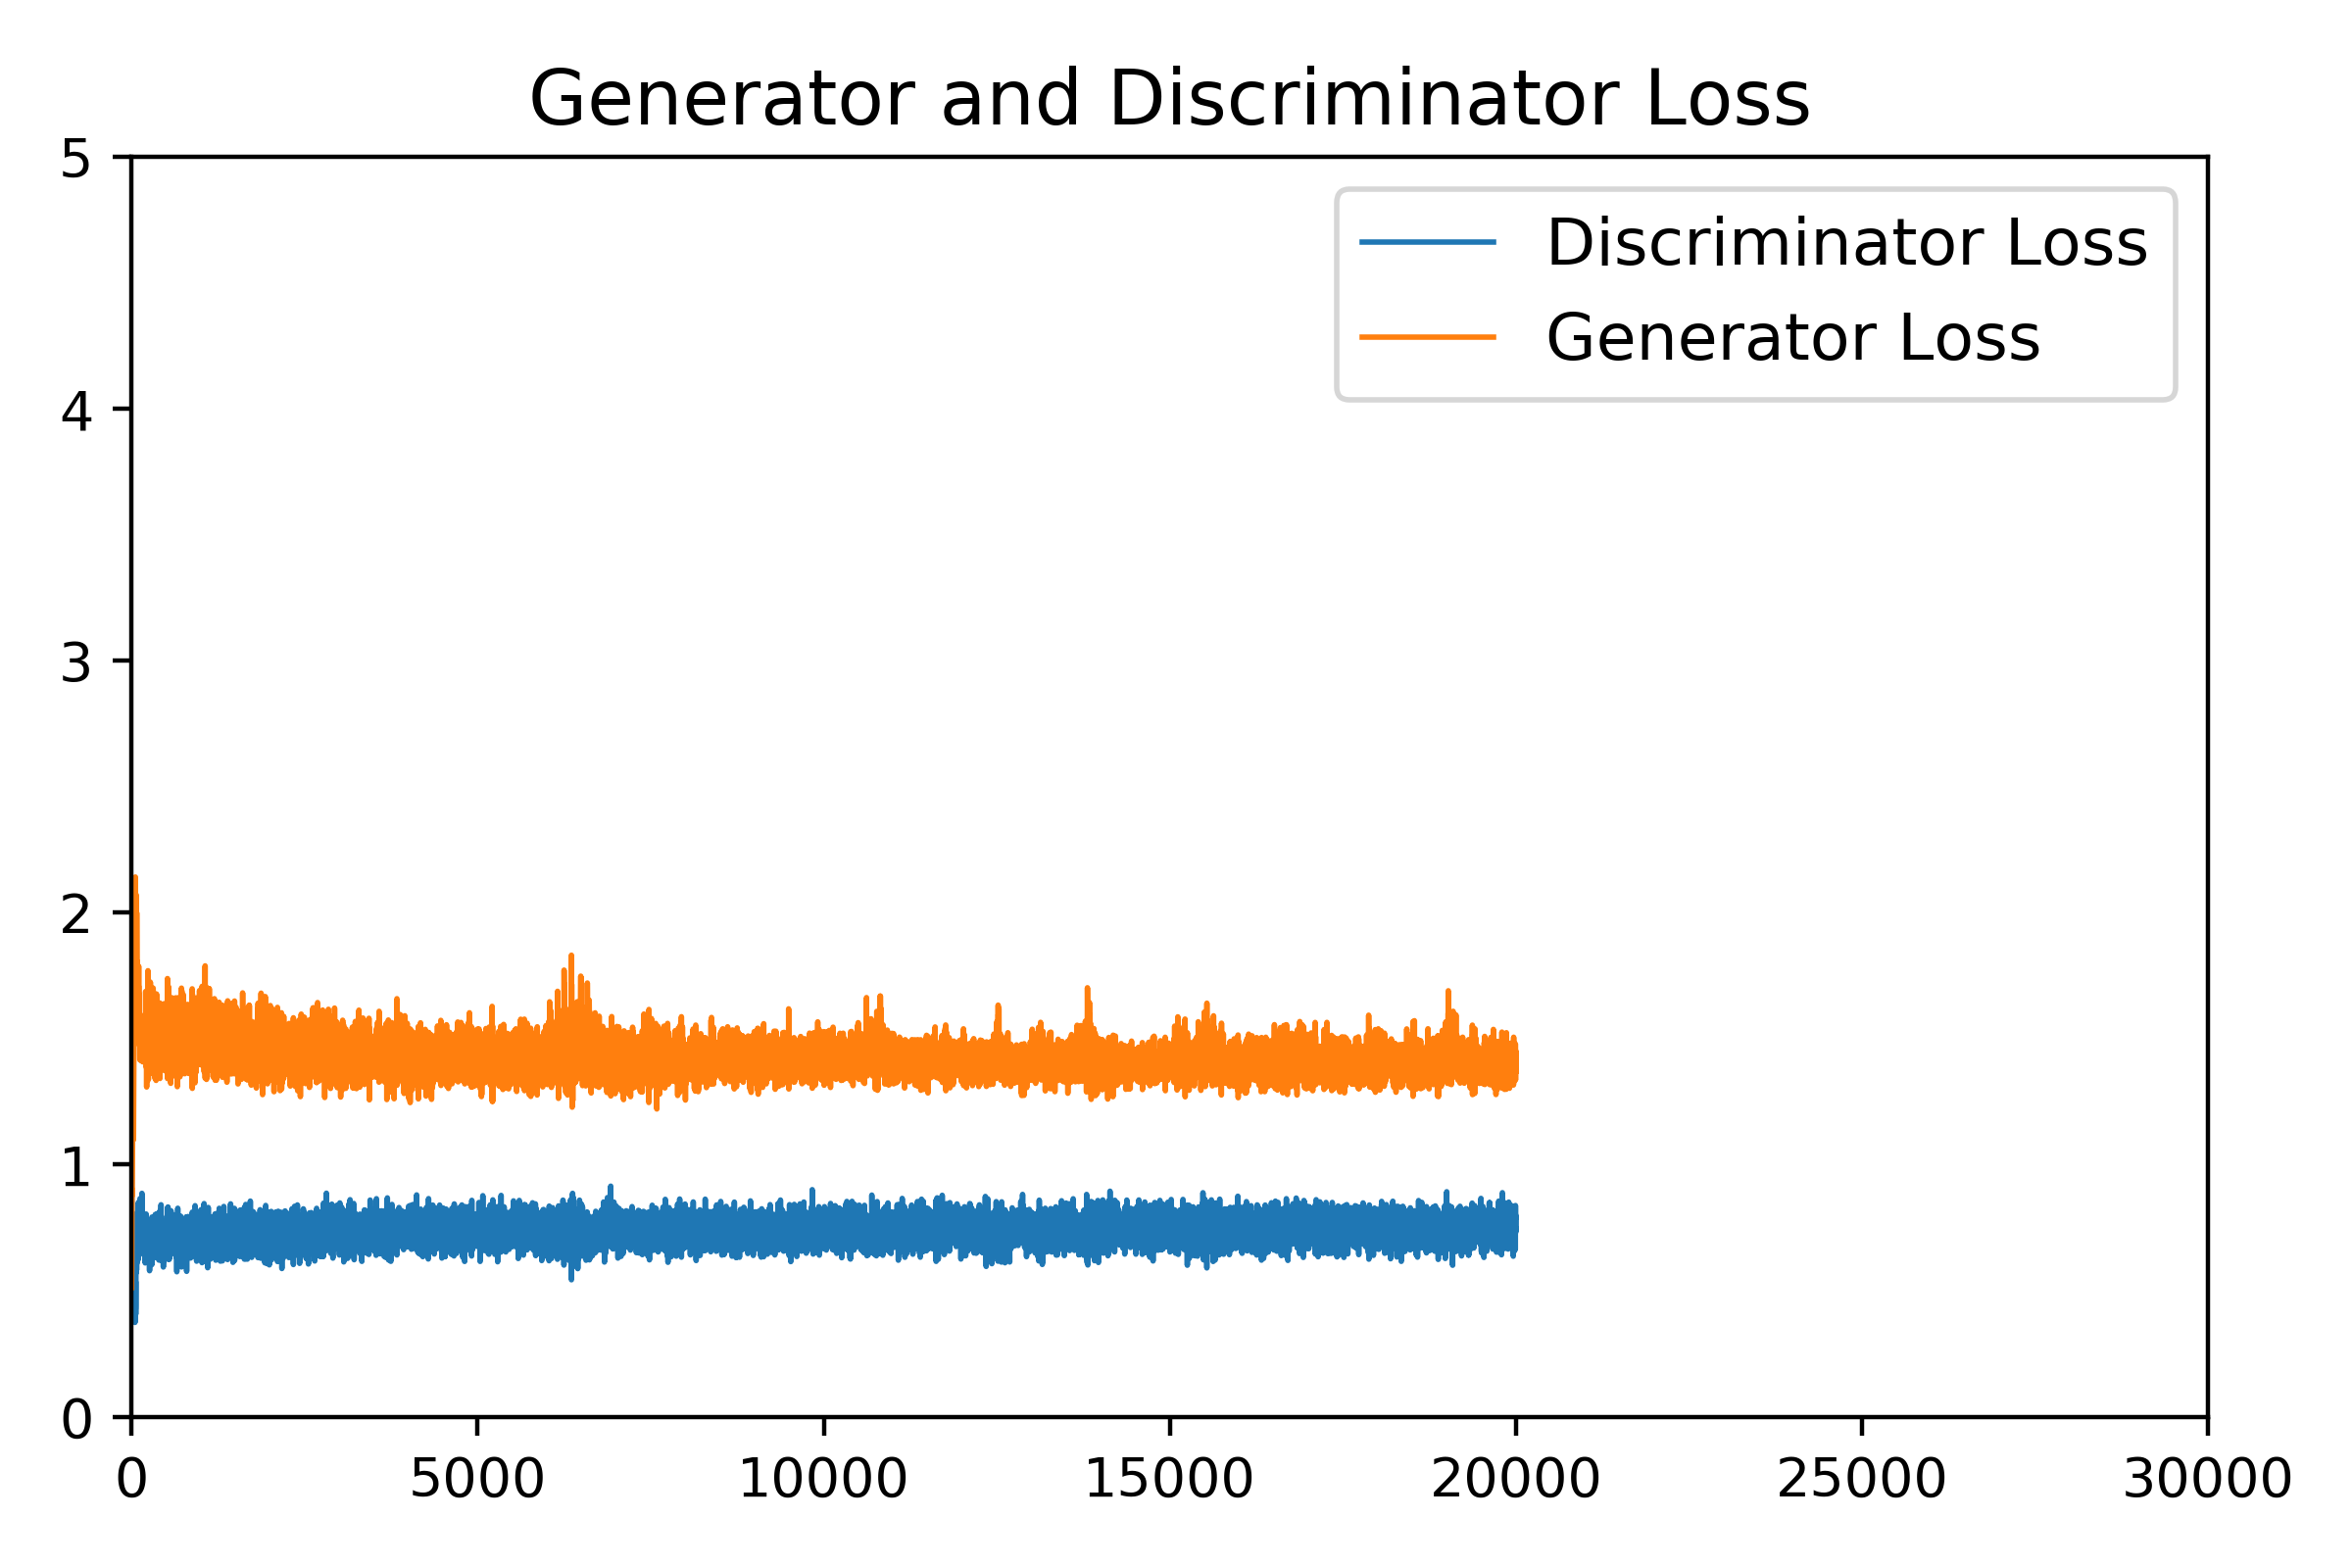 Generator and Discriminator Loss
5
4
3
2
1
0
Discriminator Loss
Generator Loss
0 5000 10000 15000 20000 25000 30000